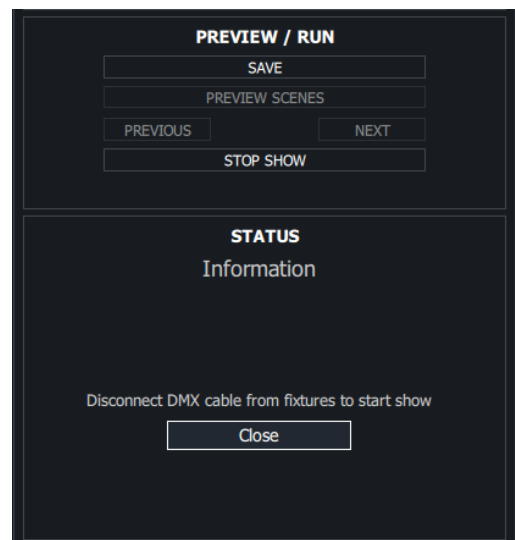 PREVIEW / RUN
SAVE
PREVIEW SCENES
PREVIOUS NEXT
STOP SHOW
STATUS
Information
Disconnect DMX cable from fixtures to start show
Close